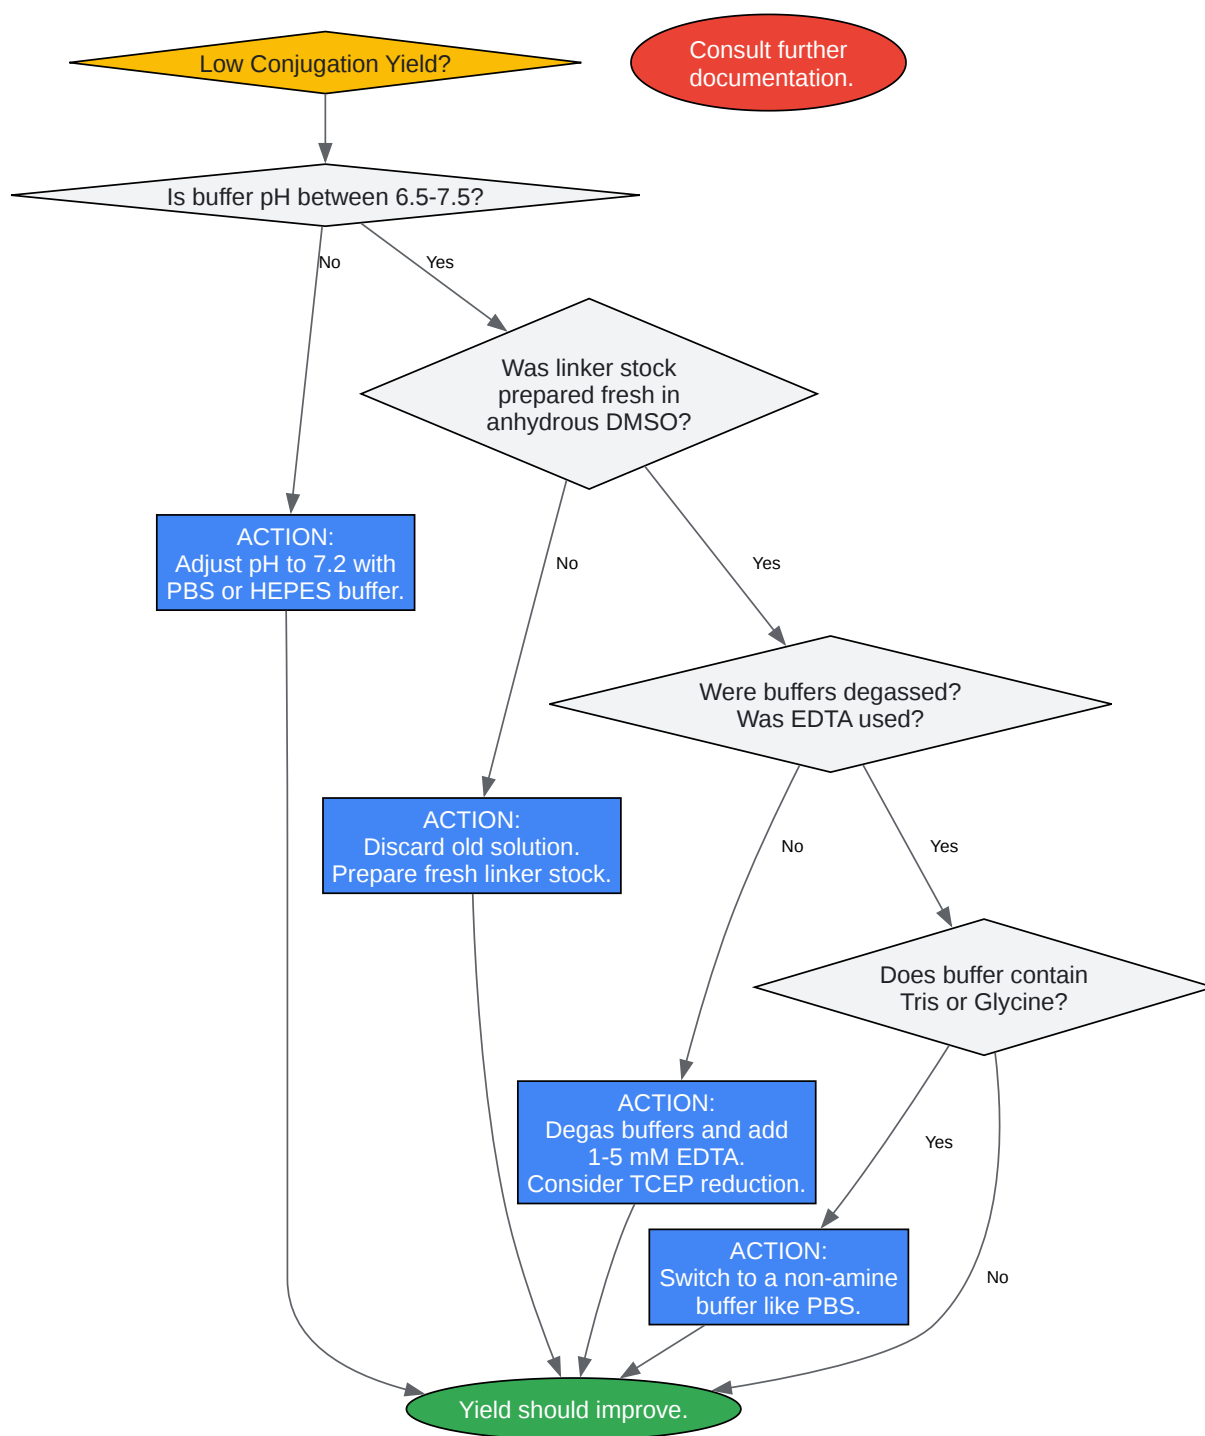 Low Conjugation Yield?
Consult further
documentation.
Is buffer pH between 6.5-7.5?
No
Yes
Was linker stock
prepared fresh in
anhydrous DMSO?
ACTION:
Adjust pH to 7.2 with
PBS or HEPES buffer.
No
Yes
Were buffers degassed?
Was EDTA used?
ACTION:
Discard old solution.
Prepare fresh linker stock.
No
Yes
Does buffer contain
Tris or Glycine?
ACTION:
Degas buffers and add
1-5 mM EDTA.
Consider TCEP reduction.
Yes
ACTION:
Switch to a non-amine
buffer like PBS.
No
Yield should improve.